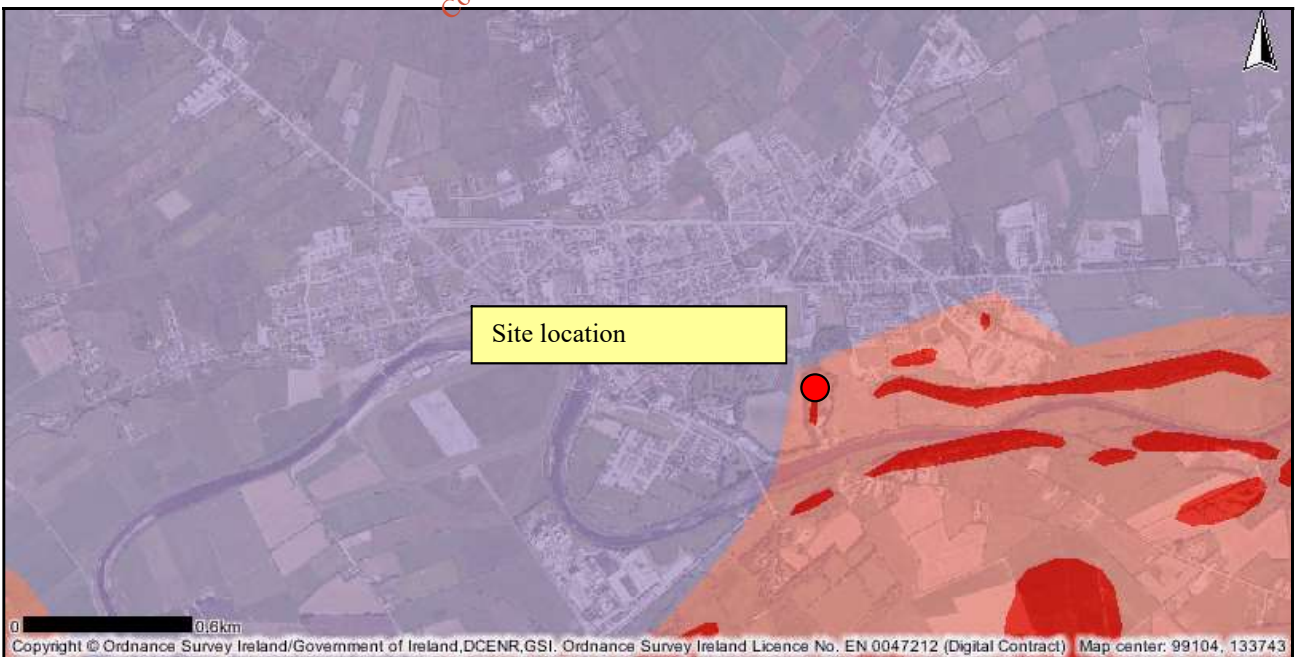 Site location
0 0.6km
Copyright © Ordnance Survey Ireland/Government of Ireland,DCENR,GSI. Ordnance Survey Ireland Licence No. EN 0047212 (Digital Contract) Map center: 99104, 133743